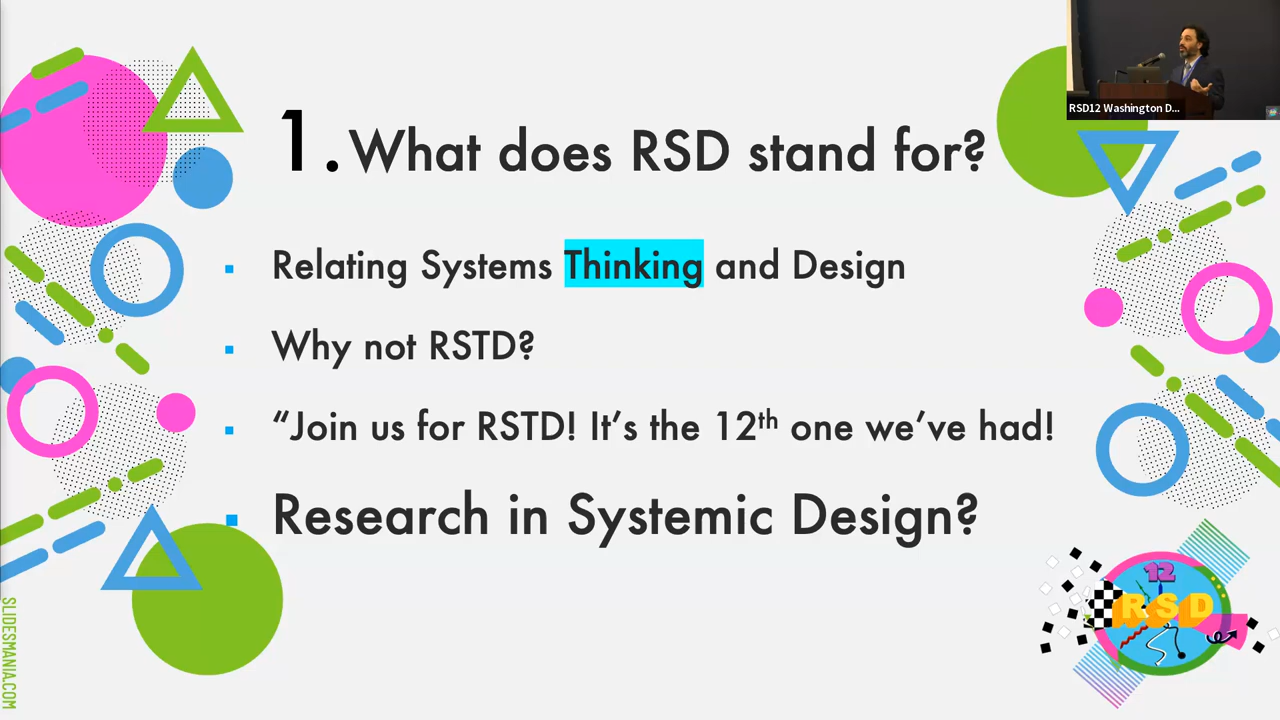 RSD12 Washington D...
1. What does RSD stand for?
Relating Systems Thinking and Design
Why not RSTD?
“Join us for RSTD! It’s the 12th one we’ve had!
Research in Systemic Design?
12
RSD
SLIDESMANIA.COM